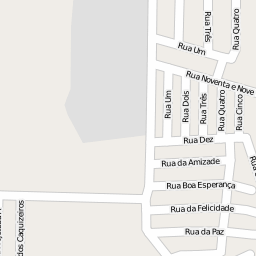 Rua Quatro
Rua Três
Rua Um
Rua Noventa e Nove
Rua Um
Rua Dois
Rua Três
Rua Quatro
Rua Cinco
Rua Dez
Rua da Amizade
Rua Boa Esperança
Rua da Felicidade
Rua da Paz
dos Caquizeiros